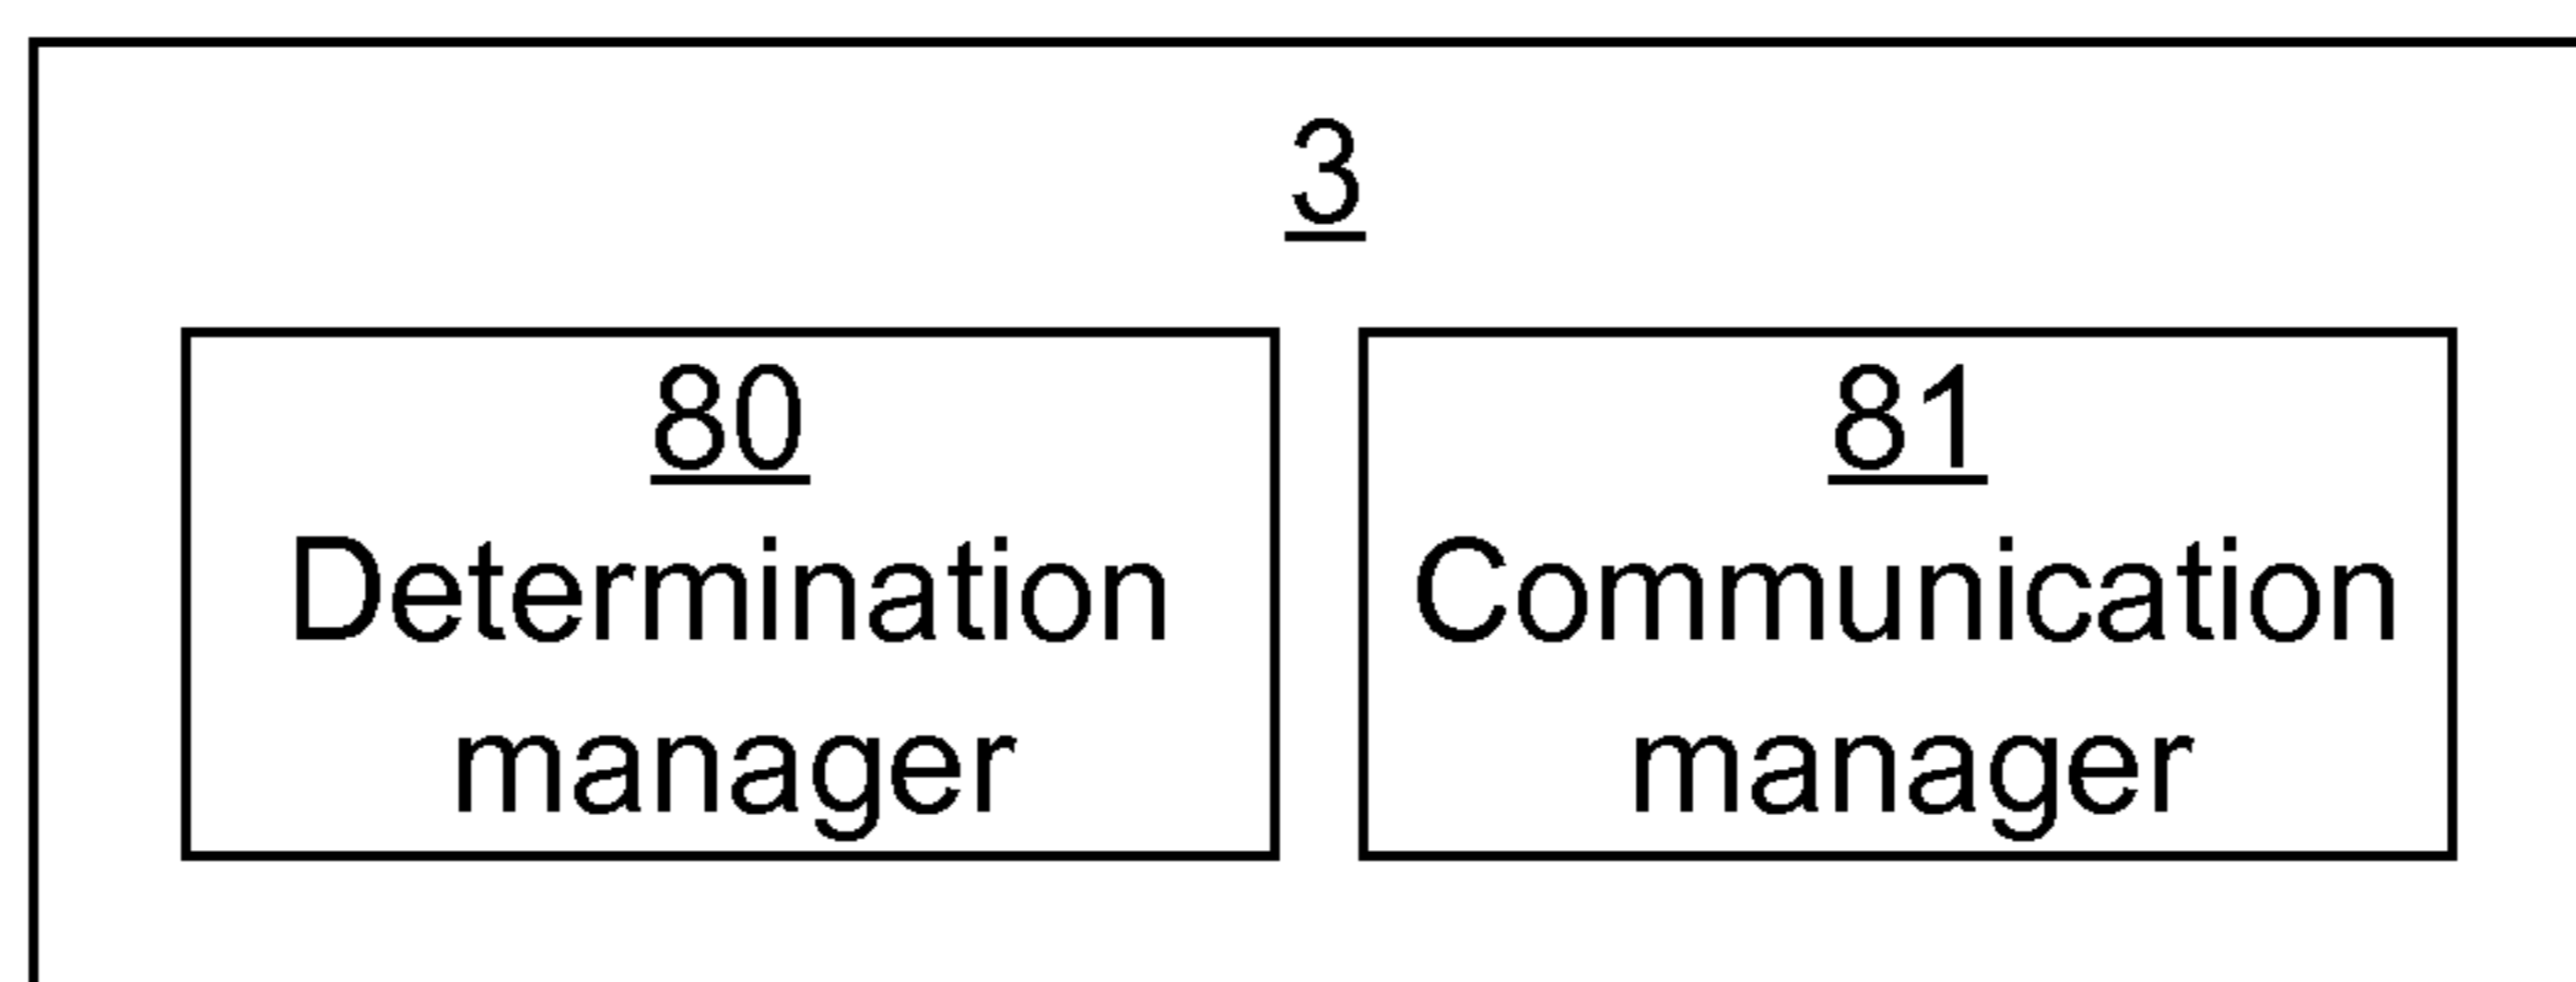 3
80
Determination
manager
81
Communication
manager